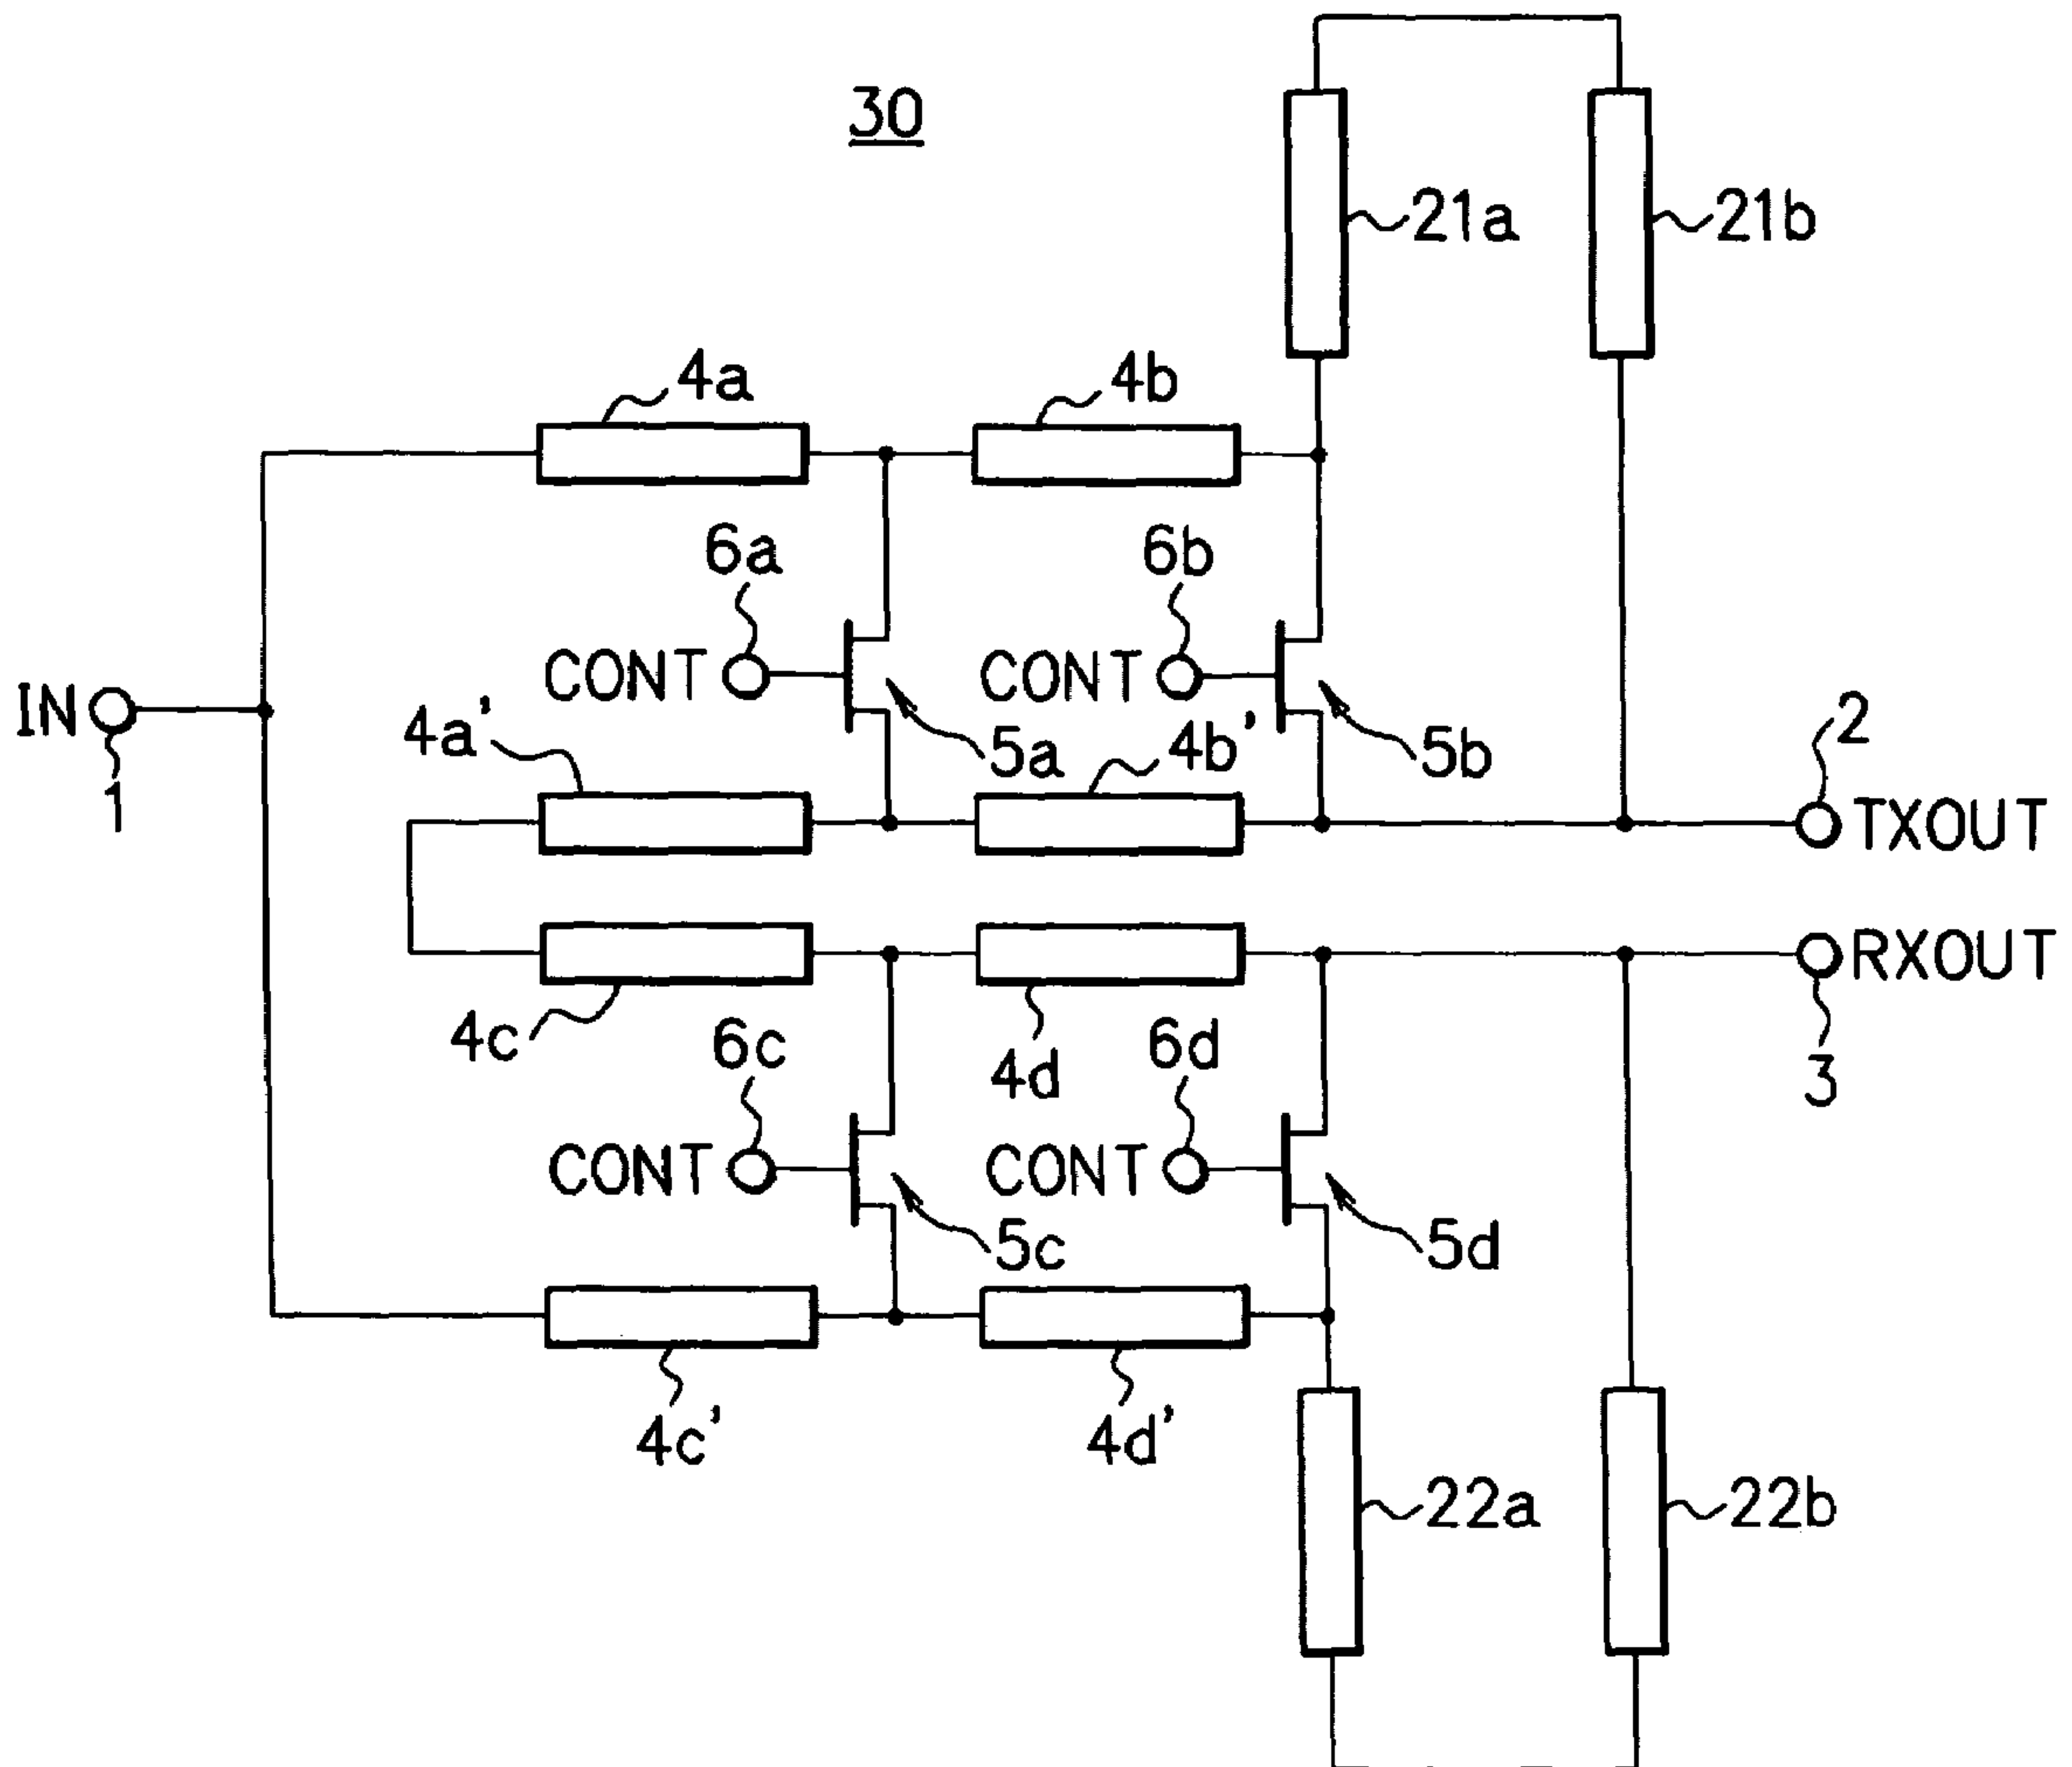 30
21a
21b
4a
4b
6a
6b
CONT
CONT
IN
1
4a'
5a
4b'
5b
2
TXOUT
RXOUT
3
4c
6c
4d
6d
CONT
CONT
5c
5d
4c'
4d'
22a
22b